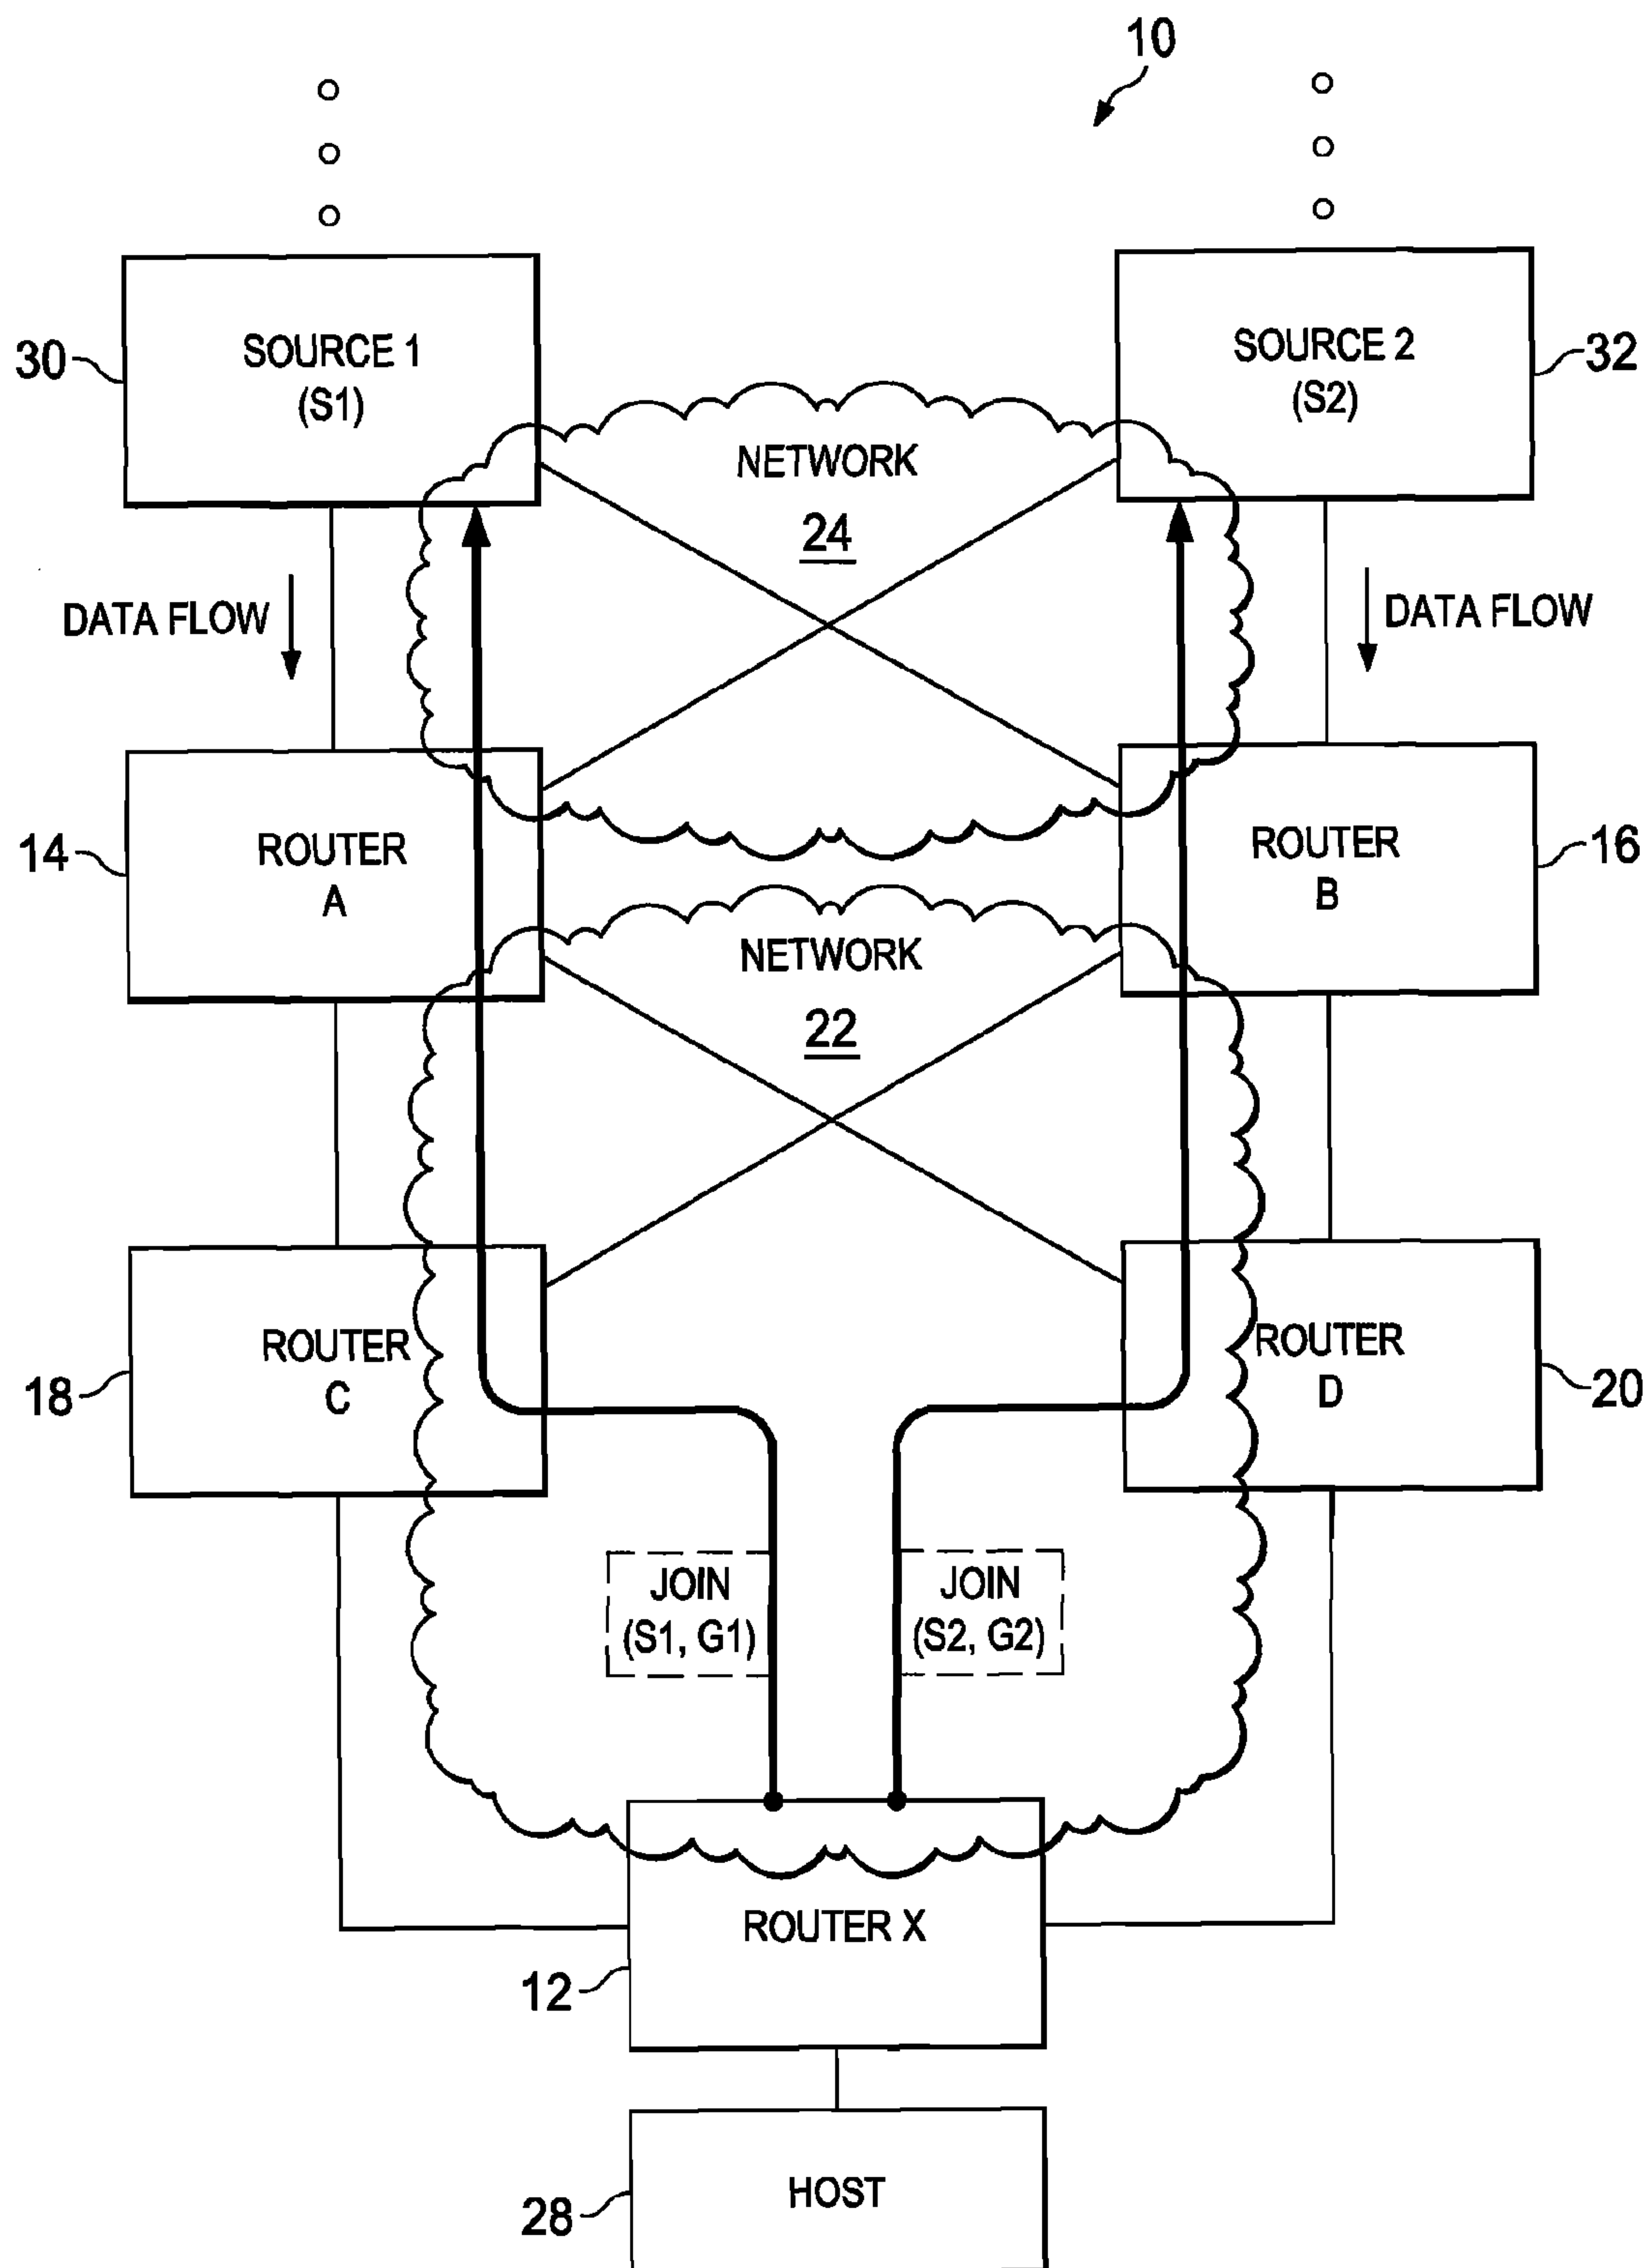 10
30
SOURCE 1
(S1)
SOURCE 2
(S2)
32
NETWORK
24
DATA FLOW
DATA FLOW
14
ROUTER
A
ROUTER
B
16
NETWORK
22
18
ROUTER
C
ROUTER
D
20
JOIN
(S1, G1)
JOIN
(S2, G2)
ROUTER X
12
HOST
28